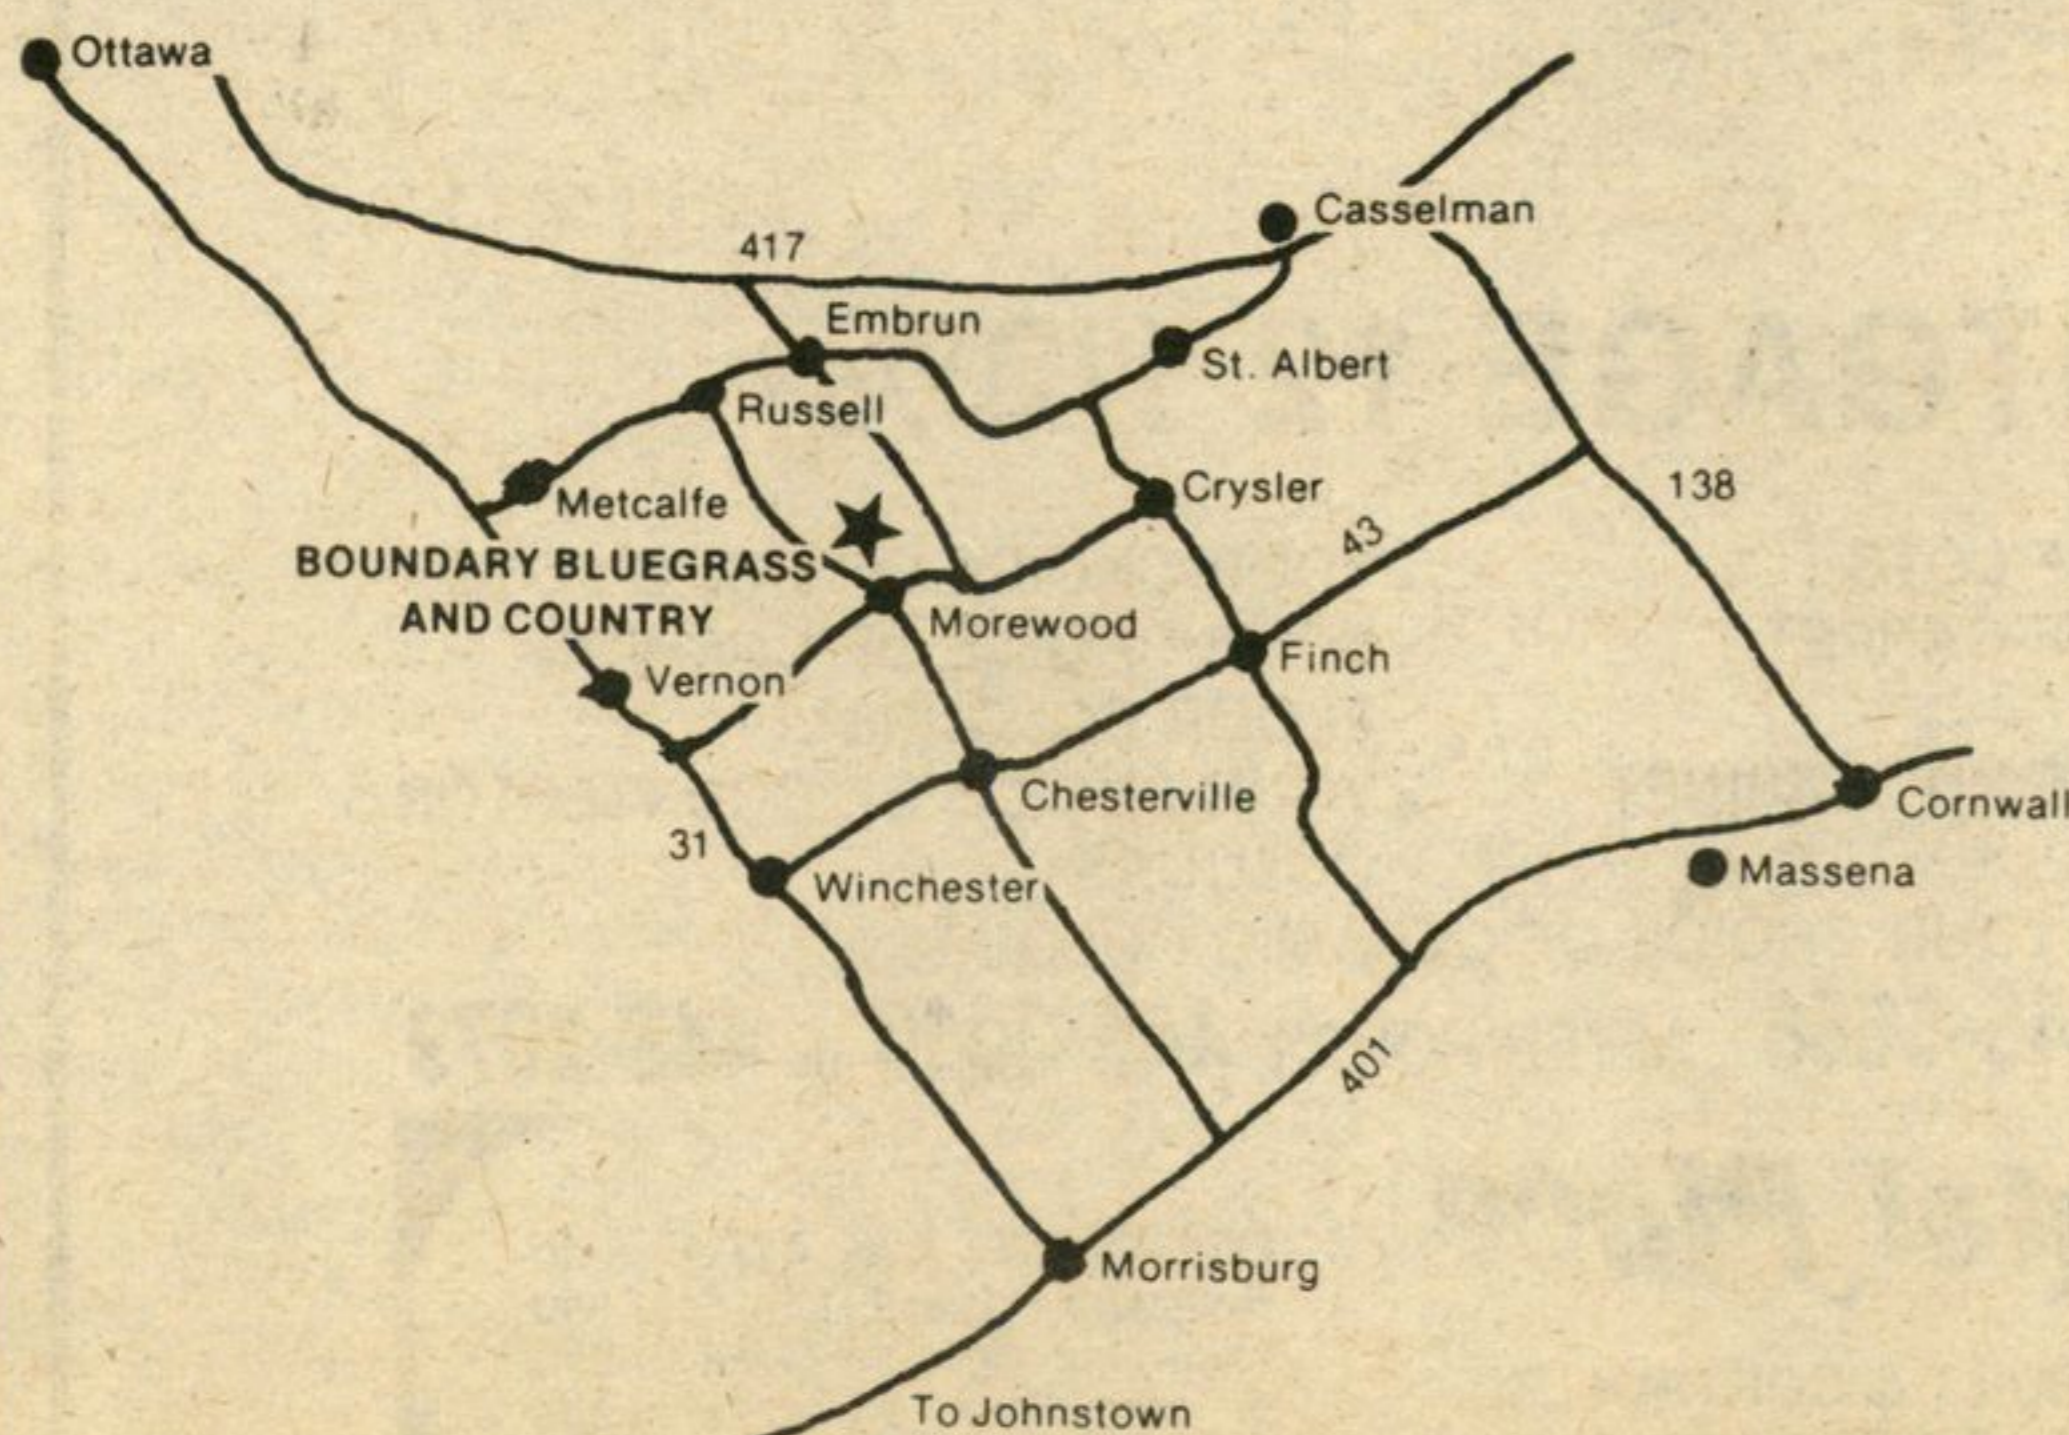 Ottawa
Casselman
417
Embrun
St. Albert
Russell
Crysler
138
Metcalfe
43
BOUNDARY BLUEGRASS
AND COUNTRY
Morewood
Finch
Vernon
Chesterville
Cornwall
31
Massena
Winchester
401
Morrisburg
To Johnstown